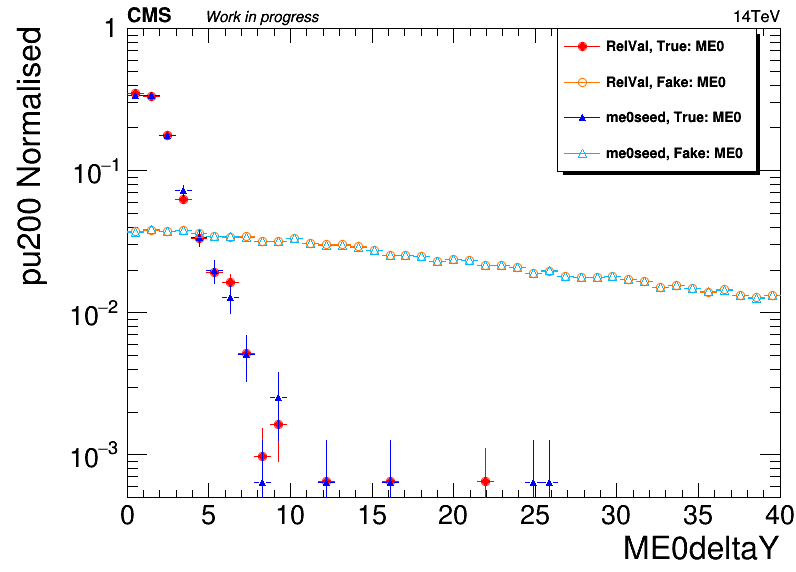 CMS Work in progress 14TeV
pu200 Normalised
1
10⁻¹
10⁻²
10⁻³
RelVal, True: ME0
RelVal, Fake: ME0
me0seed, True: ME0
me0seed, Fake: ME0
0 5 10 15 20 25 30 35 40
ME0deltaY